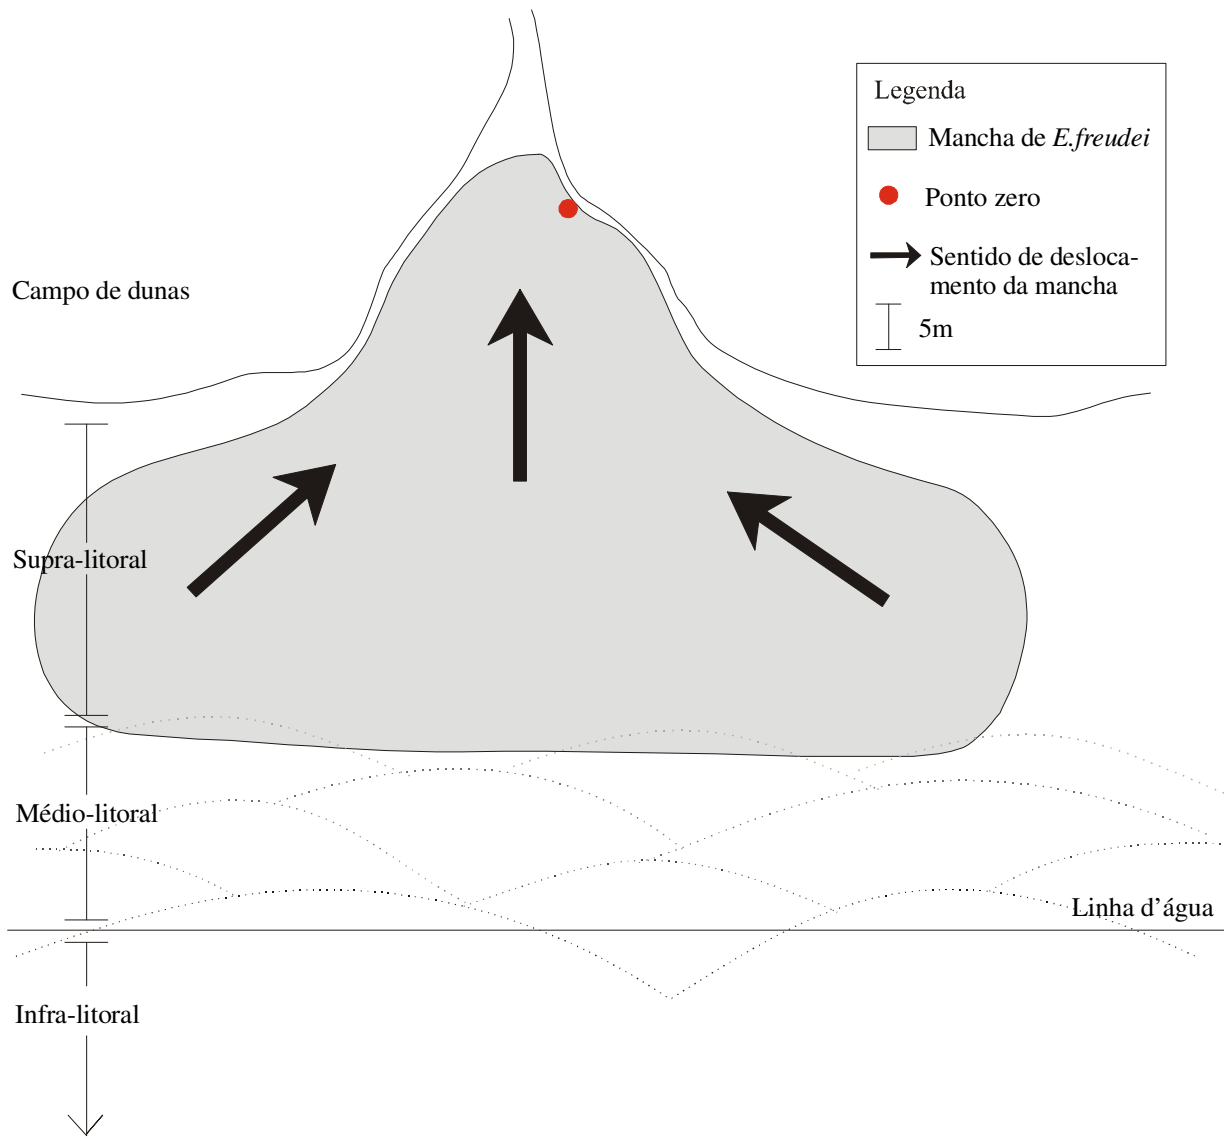 Legenda
Mancha de E.freudei
Ponto zero
Sentido de desloca-
mento da mancha
5m
Campo de dunas
Supra-litoral
Médio-litoral
Linha d'água
Infra-litoral